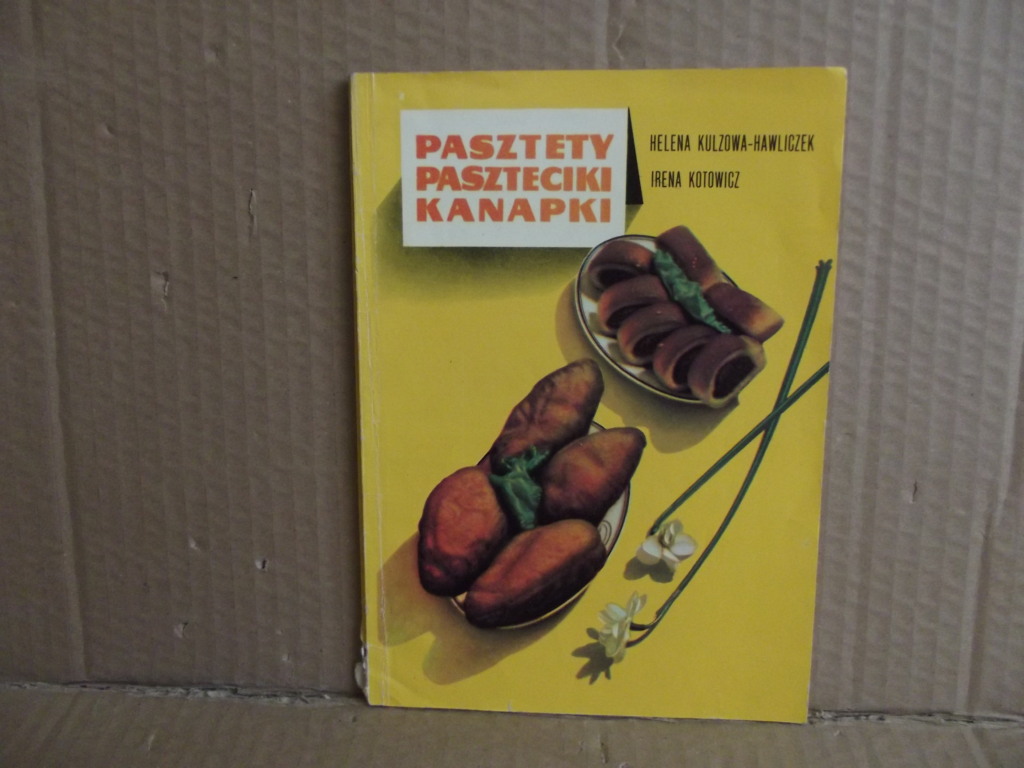 PASZTETY
PASZTECIKI
KANAPKI
HELENA KULZOWA-HAWLICZEK
IRENA KOTOWICZ